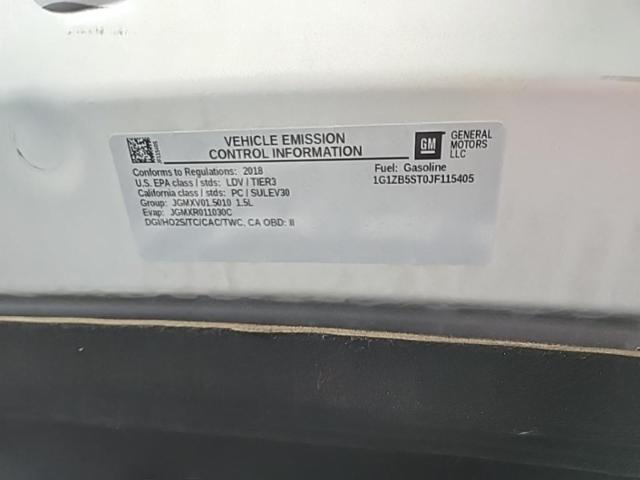 VEHICLE EMISSION
CONTROL INFORMATION
GM
GENERAL
MOTORS
LLC
Conforms to Regulations: 2018
U.S. EPA class / stds: LDV / TIER3
California class / stds: PC / SULEV30
Group: JGMXV01.5010 1.5L
Evap: JGMXR011030C
DGI/HO2S/TC/CAC/TWC, CA OBD: II
Fuel: Gasoline
1G1ZB5ST0JF115405